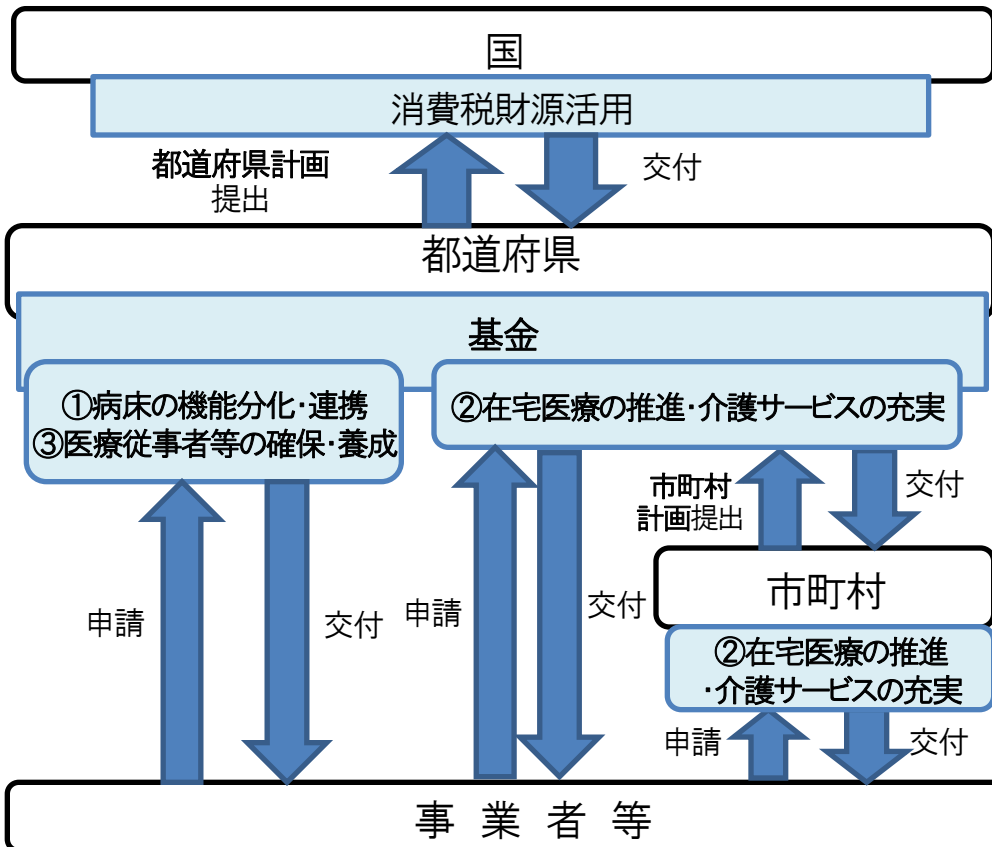 国
消費税財源活用
都道府県計画
提出
交付
都道府県
基金
①病床の機能分化・連携
③医療従事者等の確保・養成
②在宅医療の推進・介護サービスの充実
市町村
計画提出
交付
申請
交付
申請
交付
市町村
②在宅医療の推進
・介護サービスの充実
申請
交付
事 業 者 等